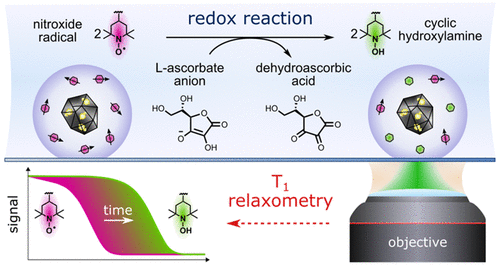 redox reaction
nitroxide
radical
2
N
O•
L-ascorbate
anion
dehydroascorbic
acid
2
N
OH
cyclic
hydroxylamine
HO
OH
O
O
⊖O
OH
HO
OH
O
O
O
O
signal
N
O•
time
N
OH
T1
relaxometry
objective